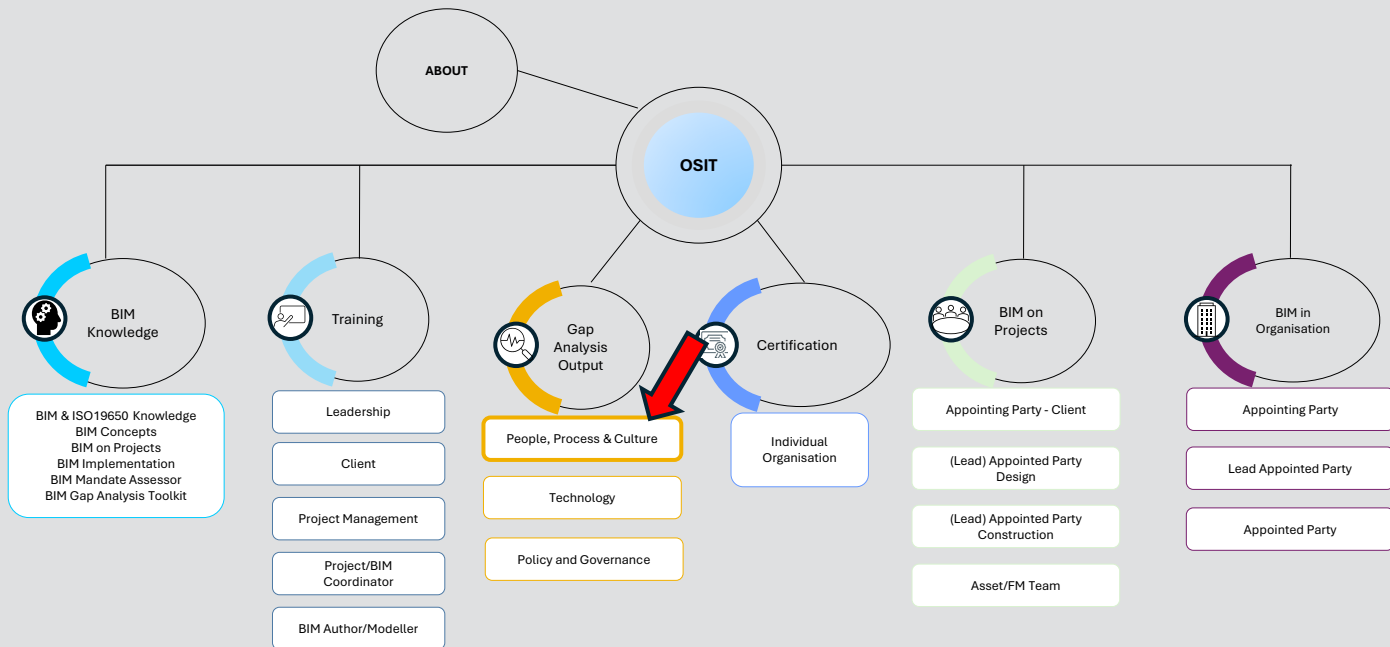 ABOUT
OSIT
BIM
Knowledge
BIM & ISO19650 Knowledge
BIM Concepts
BIM on Projects
BIM Implementation
BIM Mandate Assessor
BIM Gap Analysis Toolkit
Training
Leadership
Client
Project Management
Project/BIM
Coordinator
BIM Author/Modeller
Gap
Analysis
Output
People, Process & Culture
Technology
Policy and Governance
Certification
Individual
Organisation
BIM on
Projects
Appointing Party - Client
(Lead) Appointed Party
Design
(Lead) Appointed Party
Construction
Asset/FM Team
BIM in
Organisation
Appointing Party
Lead Appointed Party
Appointed Party